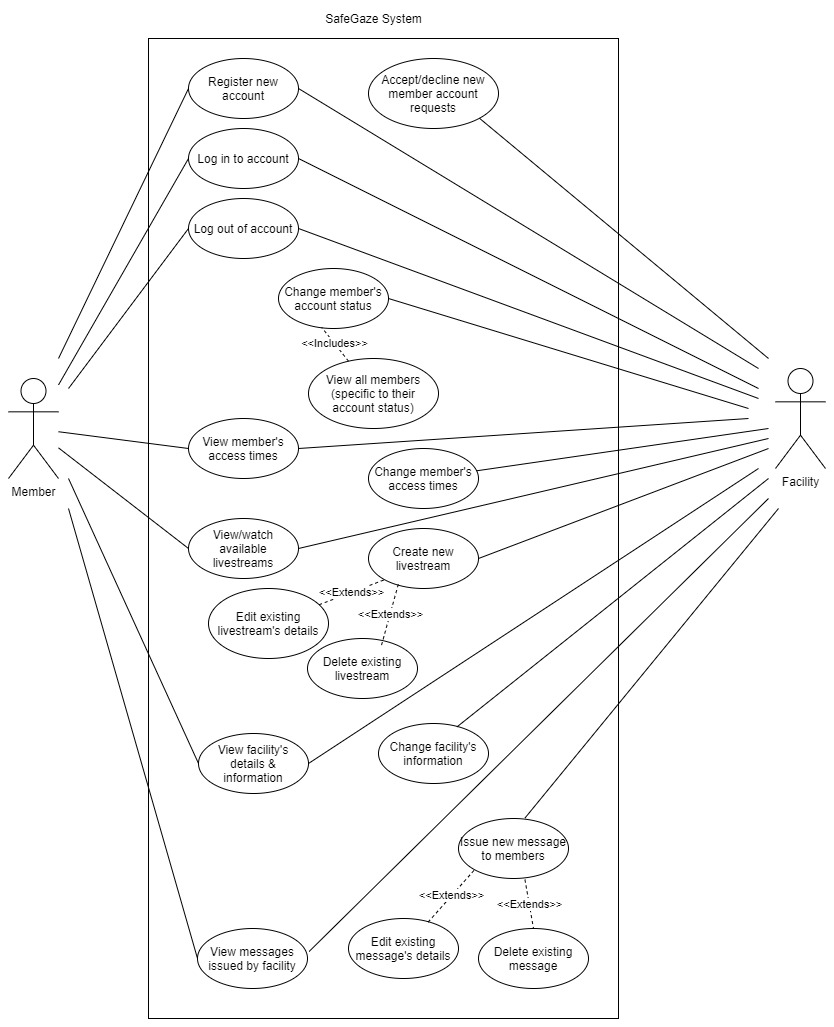 SafeGaze System
Register new
account
Accept/decline new
member account
requests
Log in to account
Log out of account
Change member's
account status
<<Includes>>
View all members
(specific to their
account status)
Member
Facility
View member's
access times
Change member's
access times
View/watch
available
livestreams
Create new
livestream
<<Extends>>
<<Extends>>
Edit existing
livestream's details
Delete existing
livestream
View facility's
details &
information
Change facility's
information
Issue new message
to members
<<Extends>>
<<Extends>>
View messages
issued by facility
Edit existing
message's details
Delete existing
message